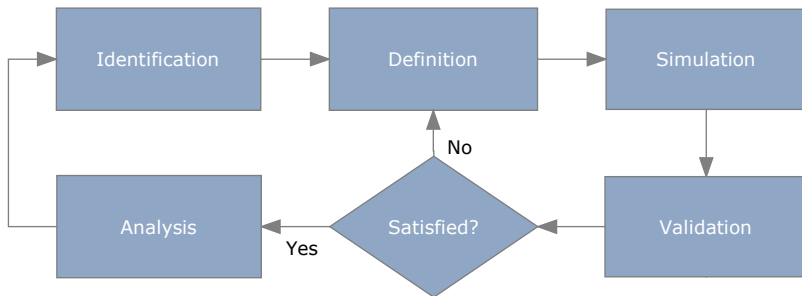 Identification
Definition
Simulation
No
Analysis
Satisfied?
Validation
Yes